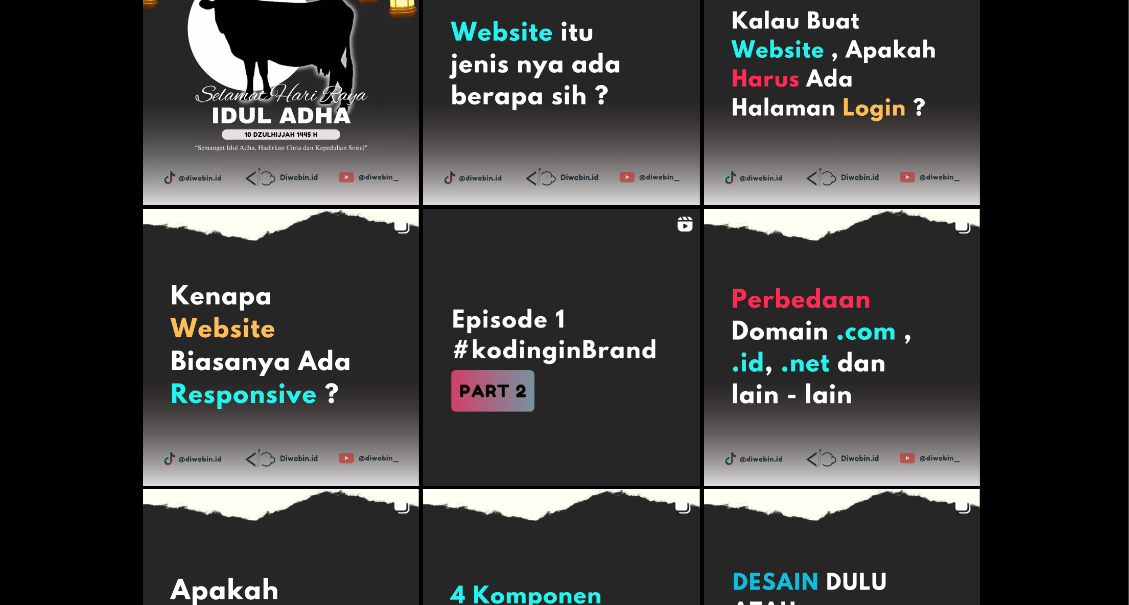 Selamat Hari Raya
IDUL ADHA
10 DZULHIJJAH 1445 H
"Semangat Idul Adha, Hadirkan Cinta dan Kepedulian Sosial"
@diwebin.id Diwebin.id @diwebin_
Website itu
jenis nya ada
berapa sih ?
@diwebin.id Diwebin.id @diwebin_
Kalau Buat
Website , Apakah
Harus Ada
Halaman Login ?
@diwebin.id Diwebin.id @diwebin_
Kenapa
Website
Biasanya Ada
Responsive ?
@diwebin.id Diwebin.id @diwebin_
Episode 1
#kodinginBrand
PART 2
Perbedaan
Domain .com ,
.id, .net dan
lain - lain
@diwebin.id Diwebin.id @diwebin_
Apakah
4 Komponen
DESAIN DULU
ATAU